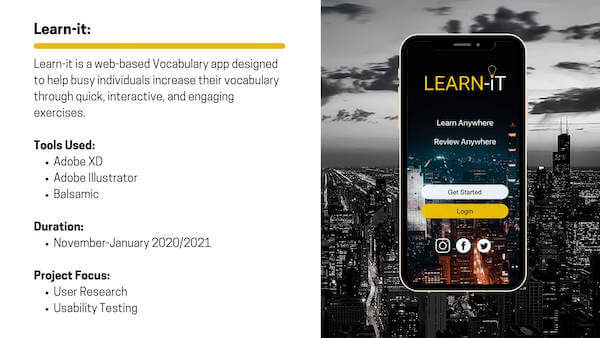 Learn-it:
Learn-it is a web-based Vocabulary app designed
to help busy individuals increase their vocabulary
through quick, interactive, and engaging
exercises.
Tools Used:
• Adobe XD
• Adobe Illustrator
• Balsamic
Duration:
• November-January 2020/2021
Project Focus:
• User Research
• Usability Testing
LEARN-iT
Learn Anywhere
Review Anywhere
Get Started
Login